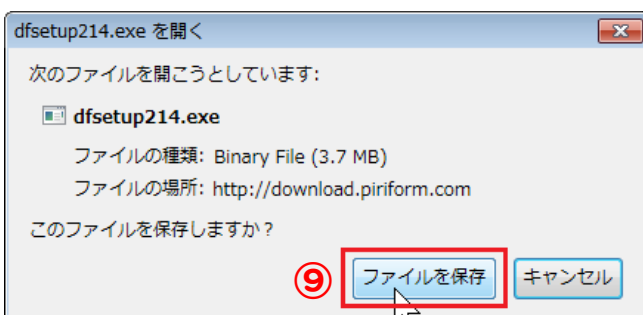 dfsetup214.exe を開く
次のファイルを開こうとしています:
dfsetup214.exe
ファイルの種類: Binary File (3.7 MB)
ファイルの場所: http://download.piriform.com
このファイルを保存しますか？
⑨ ファイルを保存 キャンセル